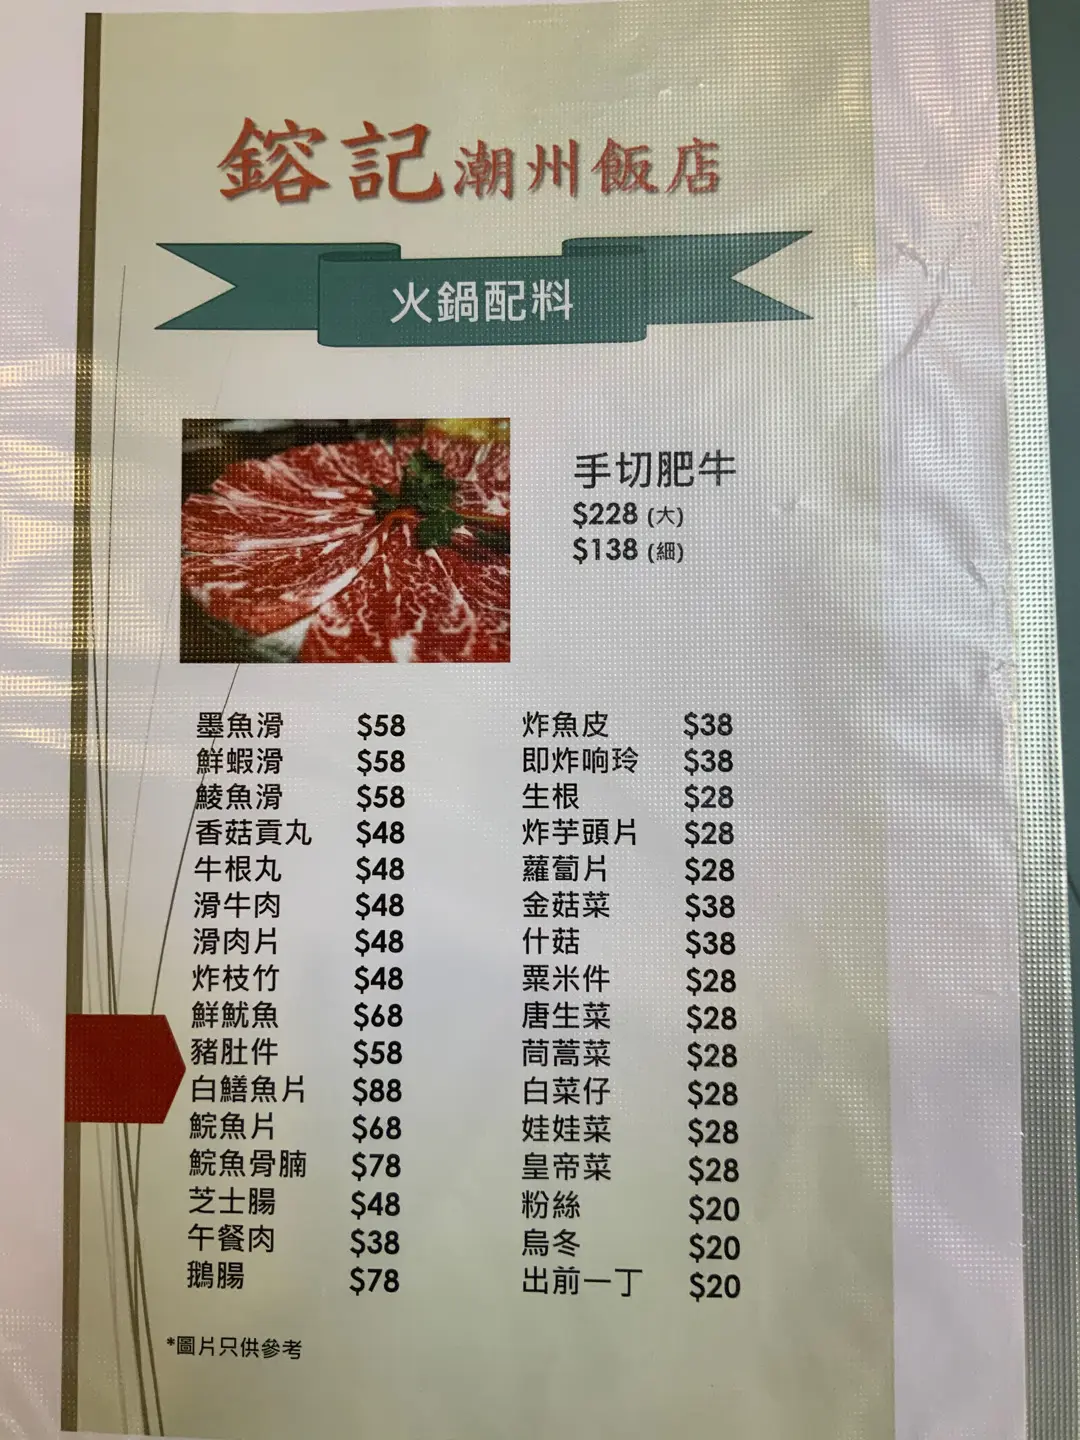 鎔記潮州飯店
火鍋配料
手切肥牛
$228 (大)
$138 (細)
墨魚滑 $58
鮮蝦滑 $58
鯪魚滑 $58
香菇貢丸 $48
牛根丸 $48
滑牛肉 $48
滑肉片 $48
炸枝竹 $48
鮮魷魚 $68
豬肚件 $58
白鱔魚片 $88
鯇魚片 $68
鯇魚骨腩 $78
芝士腸 $48
午餐肉 $38
鵝腸 $78
炸魚皮 $38
即炸响玲 $38
生根 $28
炸芋頭片 $28
蘿蔔片 $28
金菇菜 $38
什菇 $38
粟米件 $28
唐生菜 $28
茼蒿菜 $28
白菜仔 $28
娃娃菜 $28
皇帝菜 $28
粉絲 $20
烏冬 $20
出前一丁 $20
*圖片只供參考